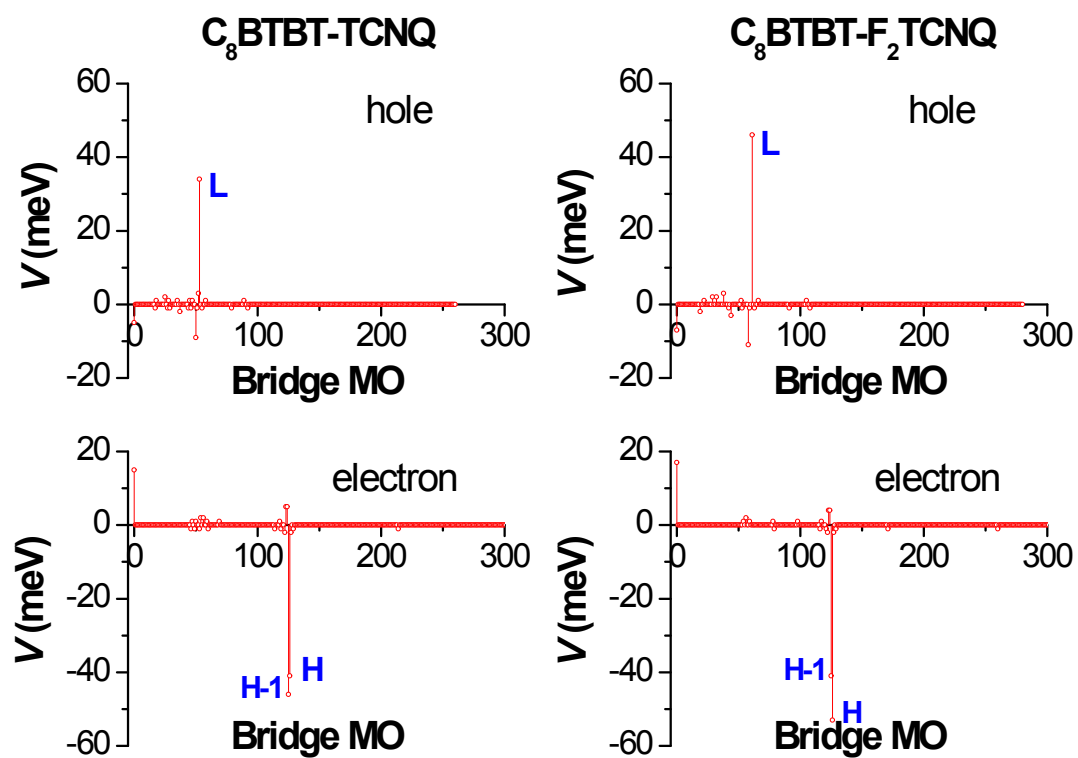 C₈BTBT-TCNQ
60
40
20
0
-20
V (meV)
hole
L
0 100 200 300
Bridge MO
C₈BTBT-F₂TCNQ
60
40
20
0
-20
V (meV)
hole
L
0 100 200 300
Bridge MO
20
0
-20
-40
-60
V (meV)
electron
0 100 200 300
H-1 H
Bridge MO
20
0
-20
-40
-60
V (meV)
electron
0 100 200 300
H-1
H
Bridge MO